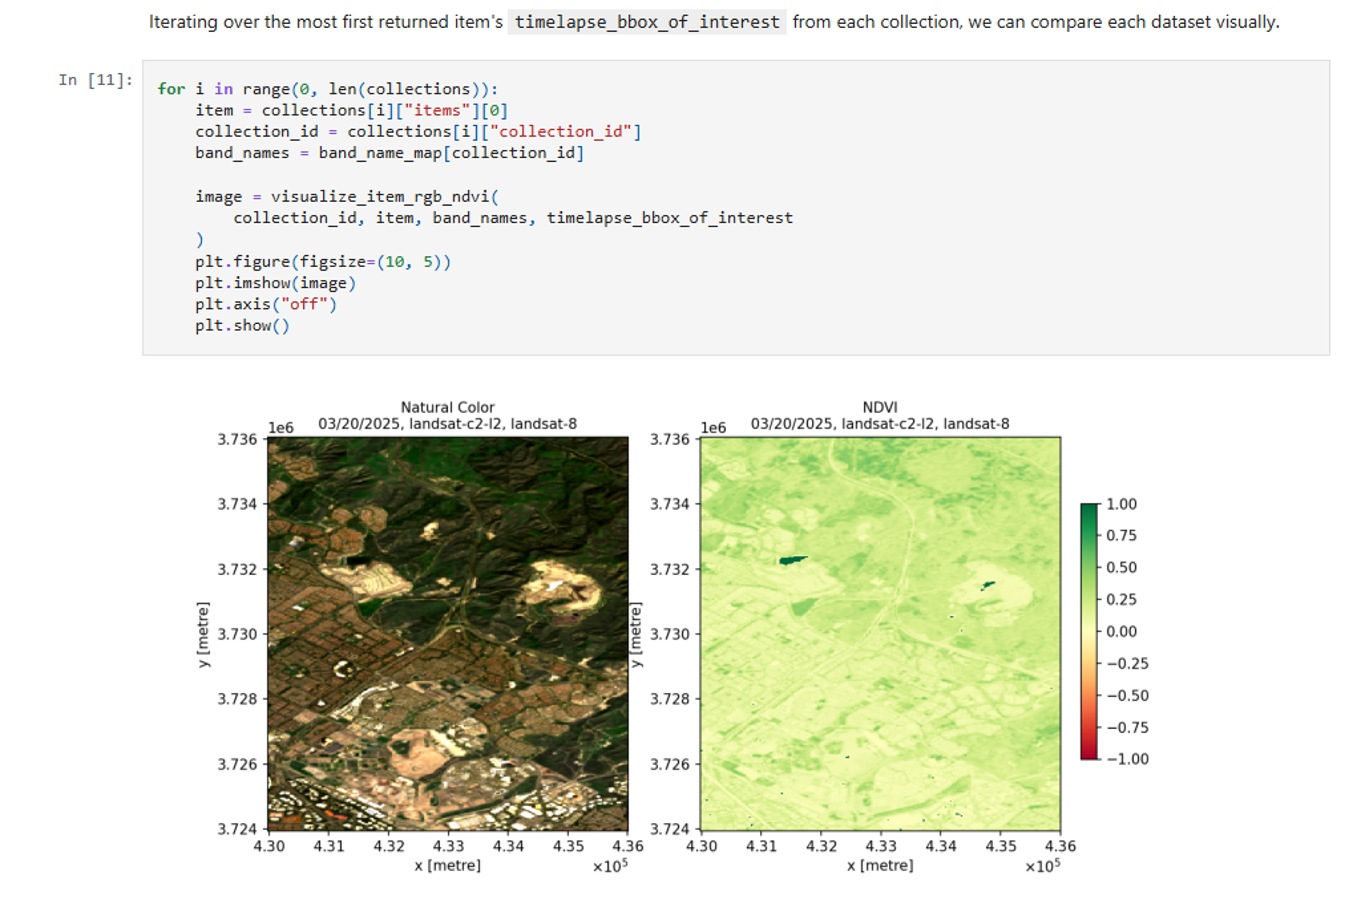 Iterating over the most first returned item's timelapse_bbox_of_interest from each collection, we can compare each dataset visually.
In [11]:
for i in range(0, len(collections)):
    item = collections[i]["items"][0]
    collection_id = collections[i]["collection_id"]
    band_names = band_name_map[collection_id]
    image = visualize_item_rgb_ndvi(
        collection_id, item, band_names, timelapse_bbox_of_interest
    )
    plt.figure(figsize=(10, 5))
    plt.imshow(image)
    plt.axis("off")
    plt.show()
Natural Color
03/20/2025, landsat-c2-l2, landsat-8
1e6
3.736
3.734
3.732
3.730
3.728
3.726
3.724
y [metre]
4.30 4.31 4.32 4.33 4.34 4.35 4.36
x [metre]
×10⁵
NDVI
03/20/2025, landsat-c2-l2, landsat-8
1e6
3.736
3.734
3.732
3.730
3.728
3.726
3.724
y [metre]
4.30 4.31 4.32 4.33 4.34 4.35 4.36
x [metre]
×10⁵
1.00
0.75
0.50
0.25
0.00
−0.25
−0.50
−0.75
−1.00